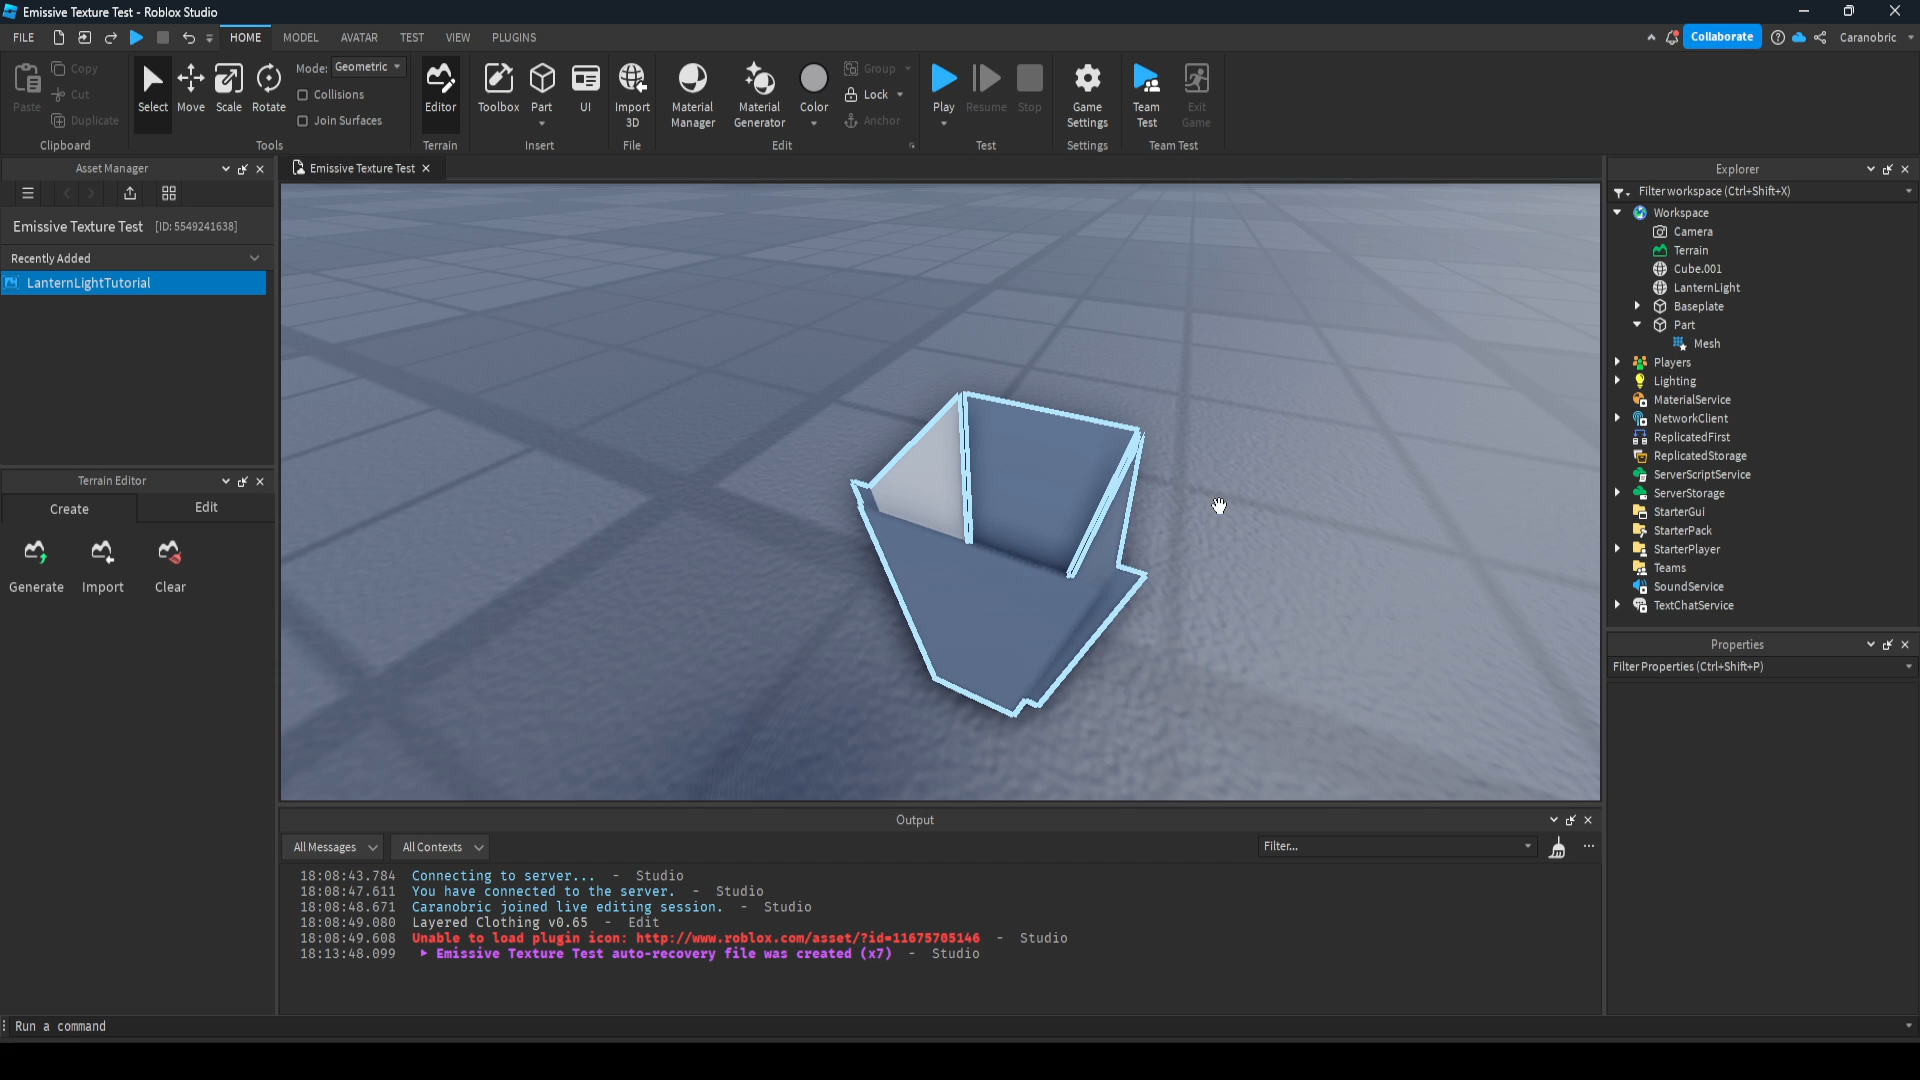 Emissive Texture Test - Roblox Studio
FILE
HOME
MODEL
AVATAR
TEST
VIEW
PLUGINS
Collaborate
Caranobric
Paste
Copy
Cut
Duplicate
Clipboard
Select
Move
Scale
Rotate
Mode: Geometric
Collisions
Join Surfaces
Tools
Editor
Terrain
Toolbox
Part
UI
Insert
Import 3D
File
Material Manager
Material Generator
Color
Group
Lock
Anchor
Edit
Play
Resume
Stop
Test
Game Settings
Settings
Team Test
Exit Game
Team Test
Asset Manager
Emissive Texture Test [ID: 5549241638]
Recently Added
LanternLightTutorial
Terrain Editor
Create
Edit
Generate
Import
Clear
Emissive Texture Test
Output
All Messages
All Contexts
Filter...
18:08:43.784 Connecting to server... - Studio
18:08:47.611 You have connected to the server. - Studio
18:08:48.671 Caranobric joined live editing session. - Studio
18:08:49.080 Layered Clothing v0.65 - Edit
18:08:49.608 Unable to load plugin icon: http://www.roblox.com/asset/?id=11675705146 - Studio
18:13:48.099 Emissive Texture Test auto-recovery file was created (x7) - Studio
Explorer
Filter workspace (Ctrl+Shift+X)
Workspace
Camera
Terrain
Cube.001
LanternLight
Baseplate
Part
Mesh
Players
Lighting
MaterialService
NetworkClient
ReplicatedFirst
ReplicatedStorage
ServerScriptService
ServerStorage
StarterGui
StarterPack
StarterPlayer
Teams
SoundService
TextChatService
Properties
Filter Properties (Ctrl+Shift+P)
Run a command